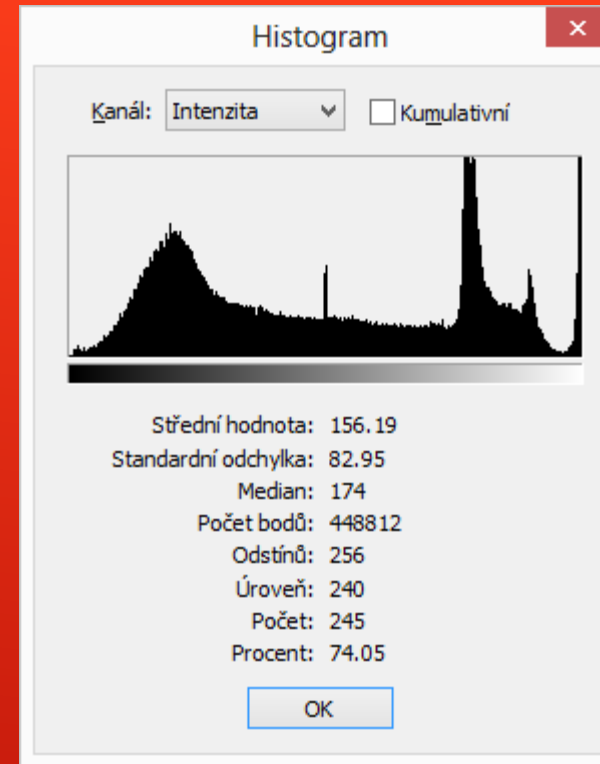 Histogram
Kanál: Intenzita Kumulativní
Střední hodnota: 156.19
Standardní odchylka: 82.95
Median: 174
Počet bodů: 448812
Odstínů: 256
Úroveň: 240
Počet: 245
Procent: 74.05
OK